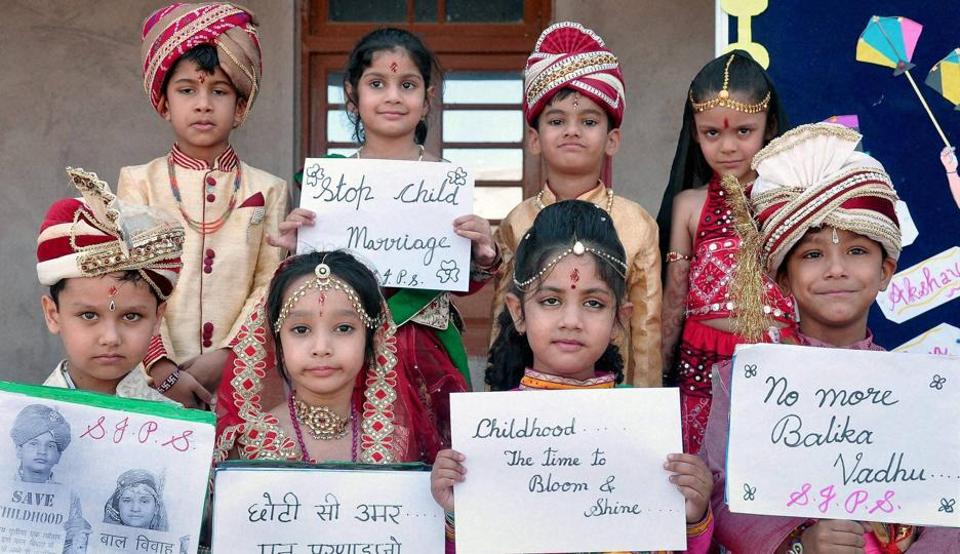 Stop Child
Marriage
J.P.S.
Akshay
S.J.P.S.
SAVE
CHILDHOOD
बाल विवाह
छोटी सी उमर....
Childhood.....
The time to
Bloom &
Shine....
No more
Balika
Vadhu....
S.J.P.S.